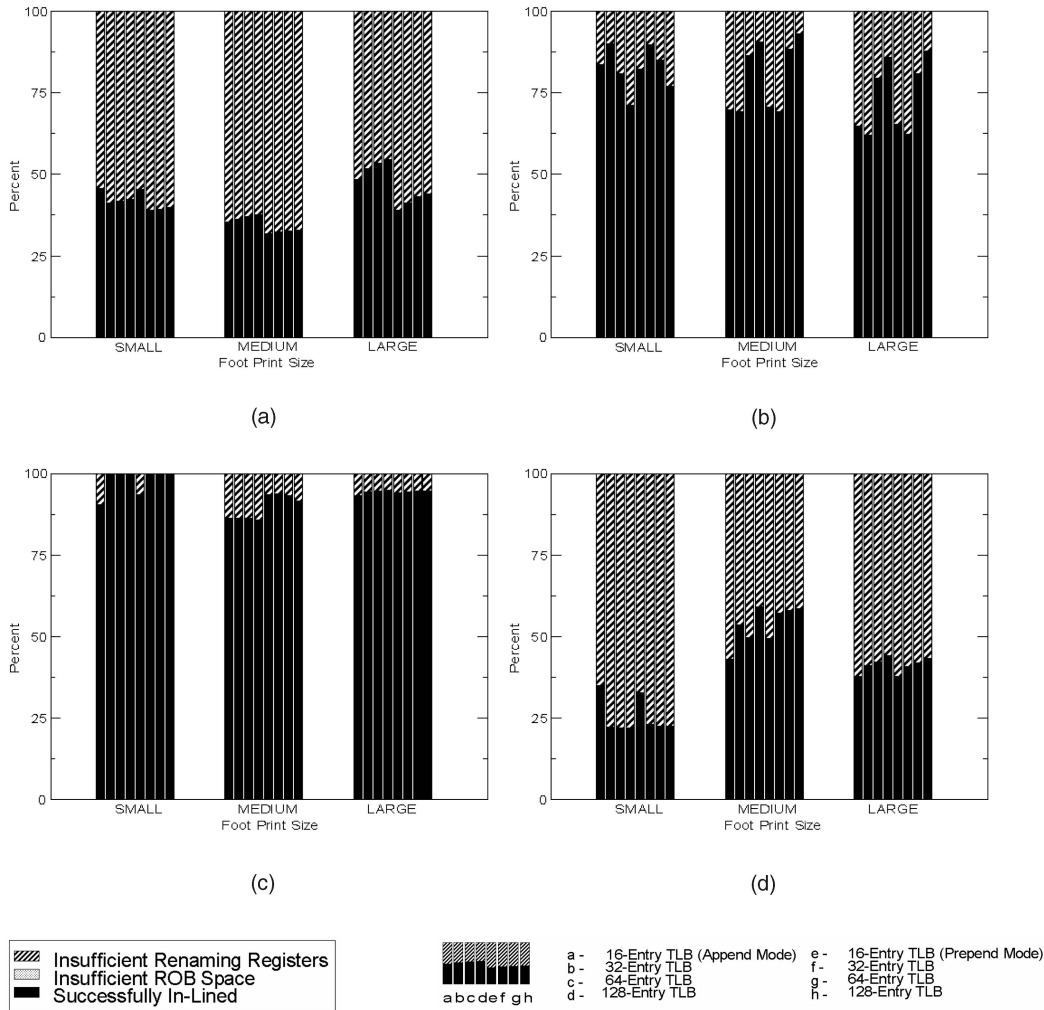 100
75
50
25
0
Percent
SMALL MEDIUM LARGE
Foot Print Size
(a)
100
75
50
25
0
Percent
SMALL MEDIUM LARGE
Foot Print Size
(b)
100
75
50
25
0
Percent
SMALL MEDIUM LARGE
Foot Print Size
(c)
100
75
50
25
0
Percent
SMALL MEDIUM LARGE
Foot Print Size
(d)
Insufficient Renaming Registers
Insufficient ROB Space
Successfully In-Lined
a b c d e f g h
a - 16-Entry TLB (Append Mode)
b - 32-Entry TLB
c - 64-Entry TLB
d - 128-Entry TLB
e - 16-Entry TLB (Prepend Mode)
f - 32-Entry TLB
g - 64-Entry TLB
h - 128-Entry TLB